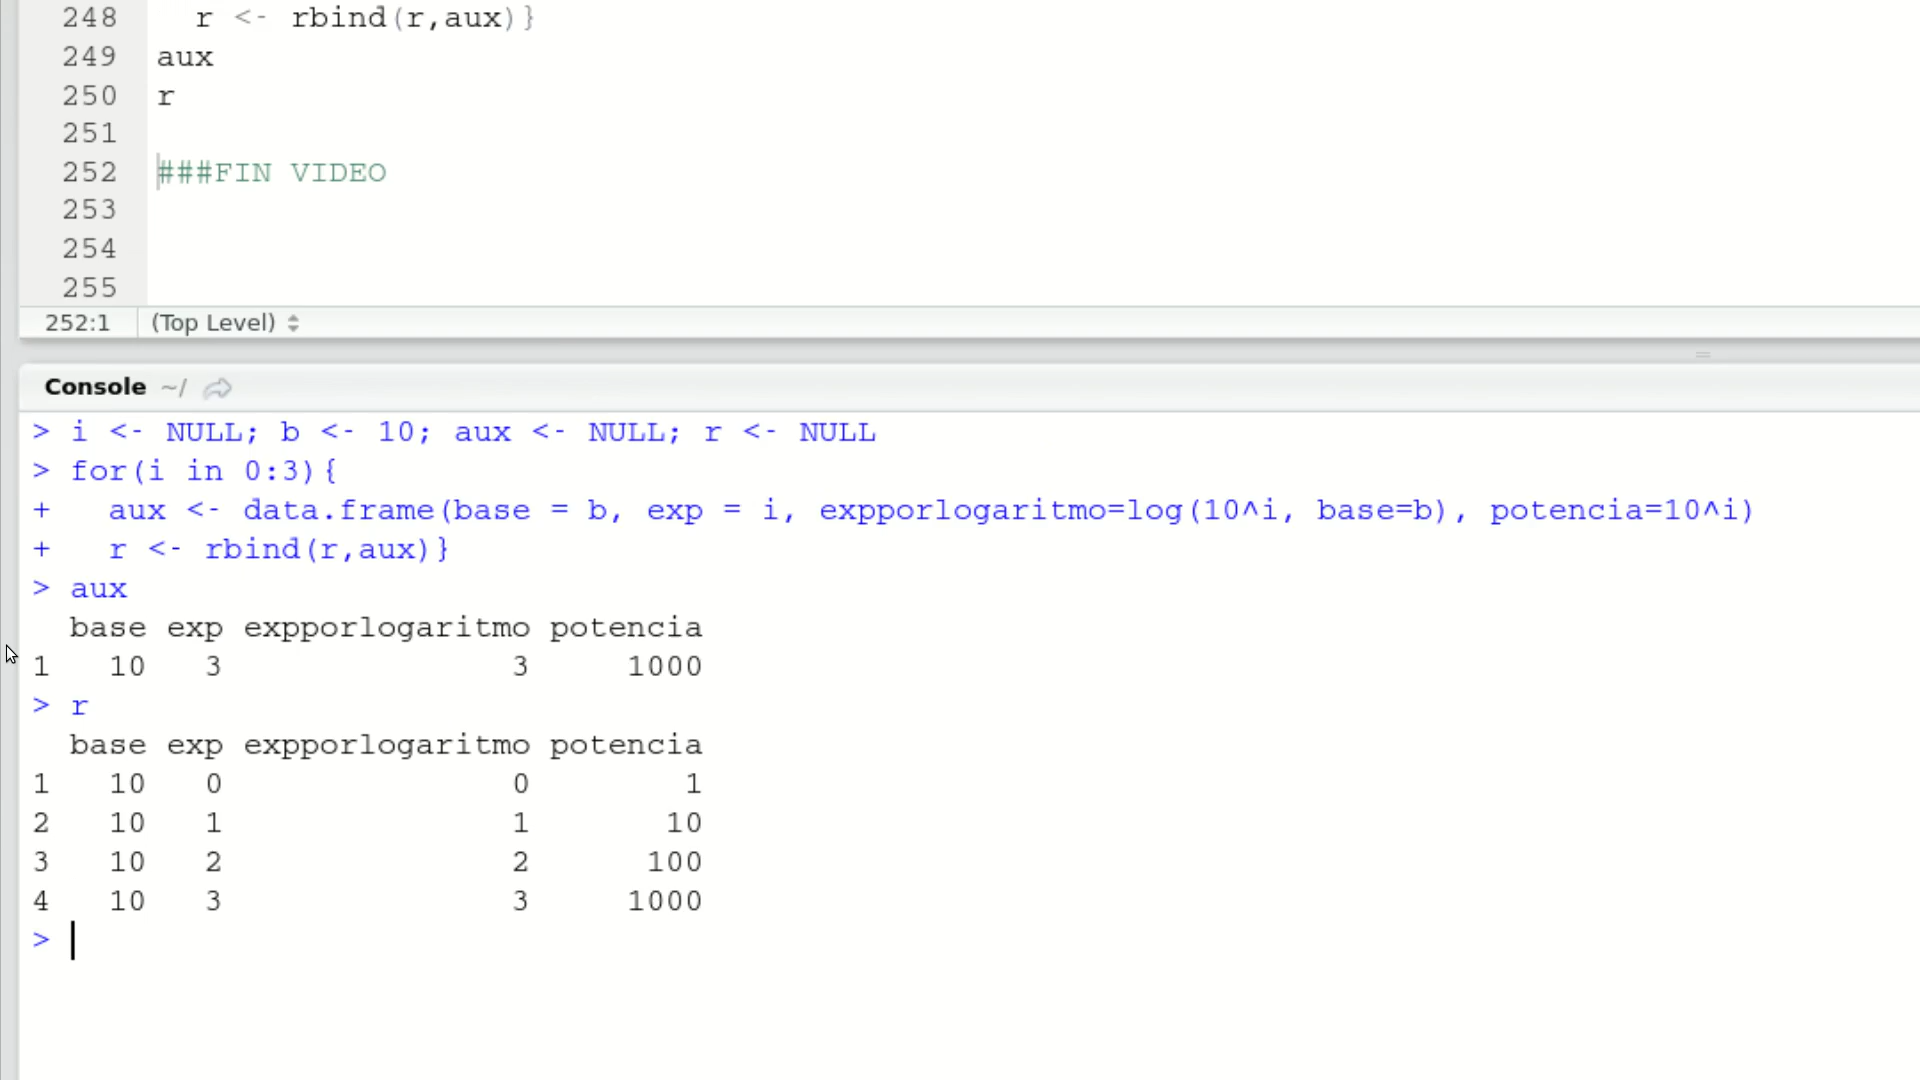 248 r <- rbind(r,aux)}
249 aux
250 r
251
252 ###FIN VIDEO
253
254
255
252:1 (Top Level)
Console ~/
> i <- NULL; b <- 10; aux <- NULL; r <- NULL
> for(i in 0:3){
+ aux <- data.frame(base = b, exp = i, expporlogaritmo=log(10^i, base=b), potencia=10^i)
+ r <- rbind(r,aux)}
> aux
base exp expporlogaritmo potencia
1 10 3 3 1000
> r
base exp expporlogaritmo potencia
1 10 0 0 1
2 10 1 1 10
3 10 2 2 100
4 10 3 3 1000
>